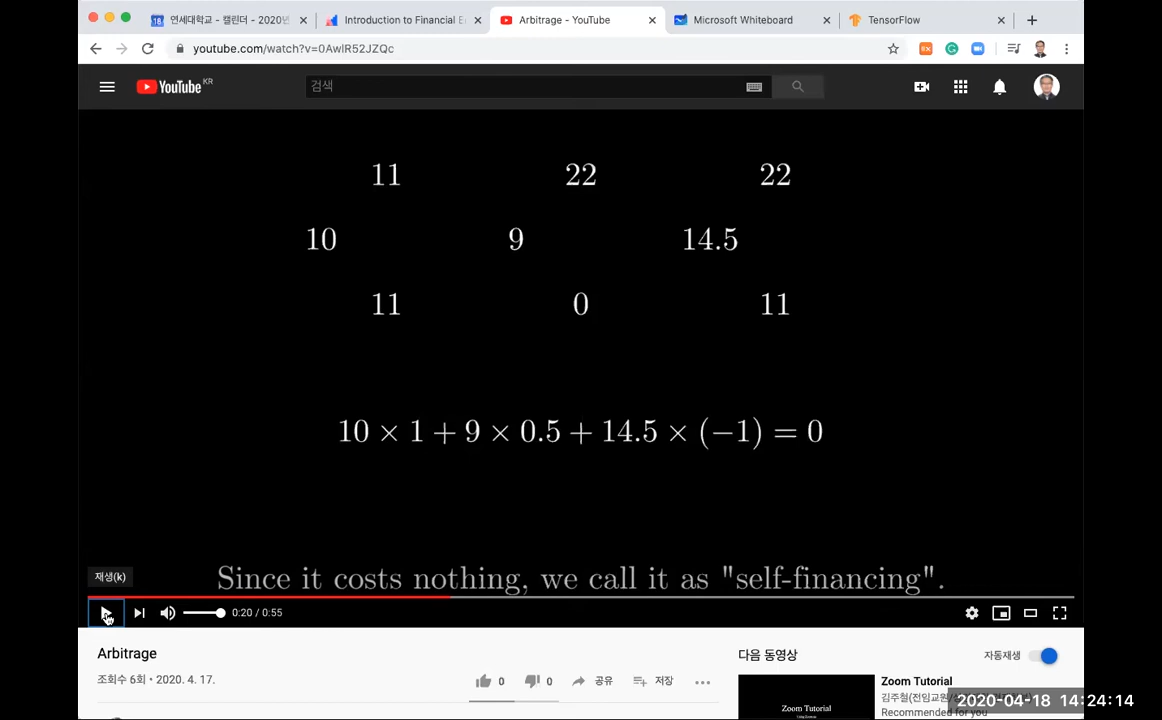 연세대학교 - 캘린더 - 2020년
Introduction to Financial E
Arbitrage - YouTube
Microsoft Whiteboard
TensorFlow
youtube.com/watch?v=0AwlR52JZQc
YouTube KR
검색
11 22 22
10 9 14.5
11 0 11
10 × 1 + 9 × 0.5 + 14.5 × (−1) = 0
Since it costs nothing, we call it as "self-financing".
재생(k)
0:20 / 0:55
Arbitrage
조회수 6회 • 2020. 4. 17.
0
0
공유
저장
다음 동영상
자동재생
Zoom Tutorial
Zoom Tutorial
Recommended for you
2020-04-18 14:24:14